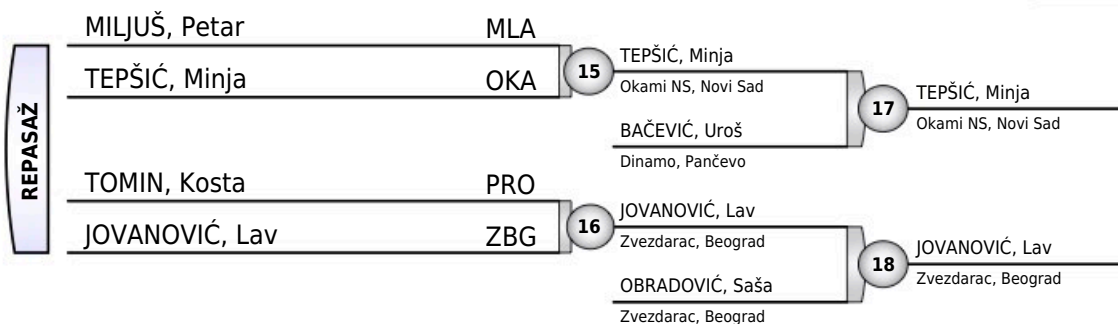 REPASAŽ
MILJUŠ, Petar MLA
TEPŠIĆ, Minja OKA
15
TEPŠIĆ, Minja
Okami NS, Novi Sad
BAČEVIĆ, Uroš
Dinamo, Pančevo
17
TEPŠIĆ, Minja
Okami NS, Novi Sad
TOMIN, Kosta PRO
JOVANOVIĆ, Lav ZBG
16
JOVANOVIĆ, Lav
Zvezdarac, Beograd
OBRADOVIĆ, Saša
Zvezdarac, Beograd
18
JOVANOVIĆ, Lav
Zvezdarac, Beograd